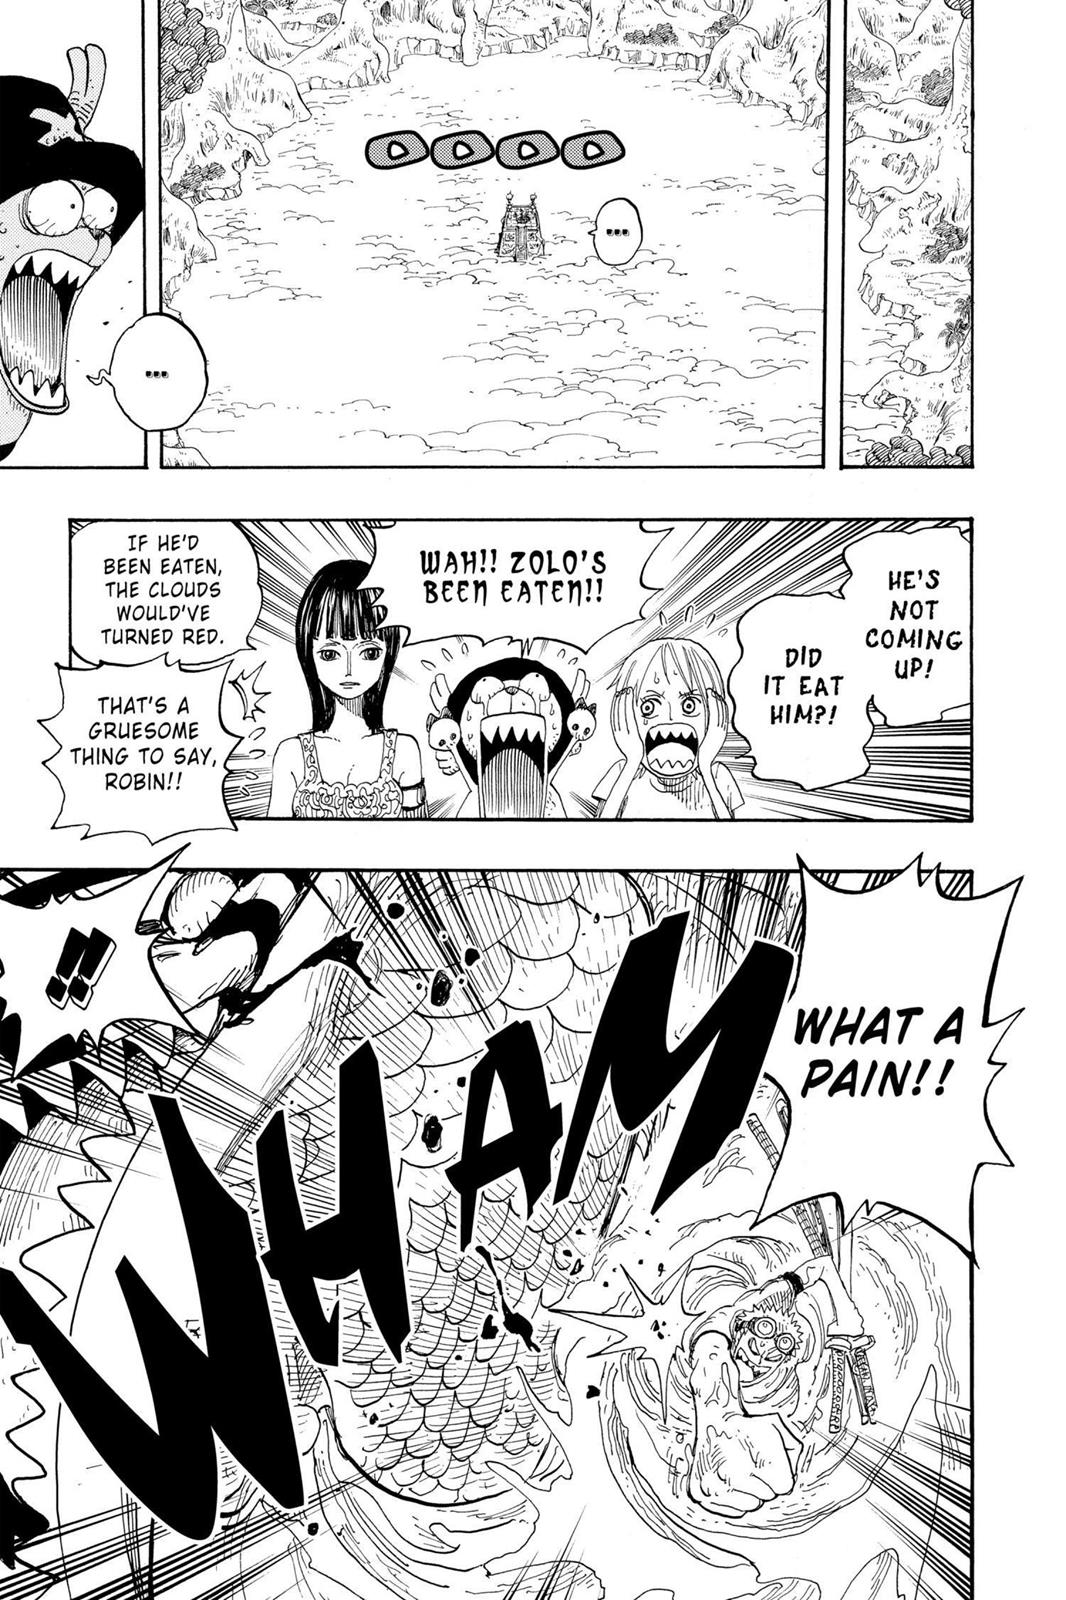 ...
...
HE'S
NOT
COMING
UP!
DID
IT EAT
HIM?!
WAH!! ZOLO'S
BEEN EATEN!!
IF HE'D
BEEN EATEN,
THE CLOUDS
WOULD'VE
TURNED RED.
THAT'S A
GRUESOME
THING TO SAY,
ROBIN!!
WHAT A
PAIN!!
WHAM
!!